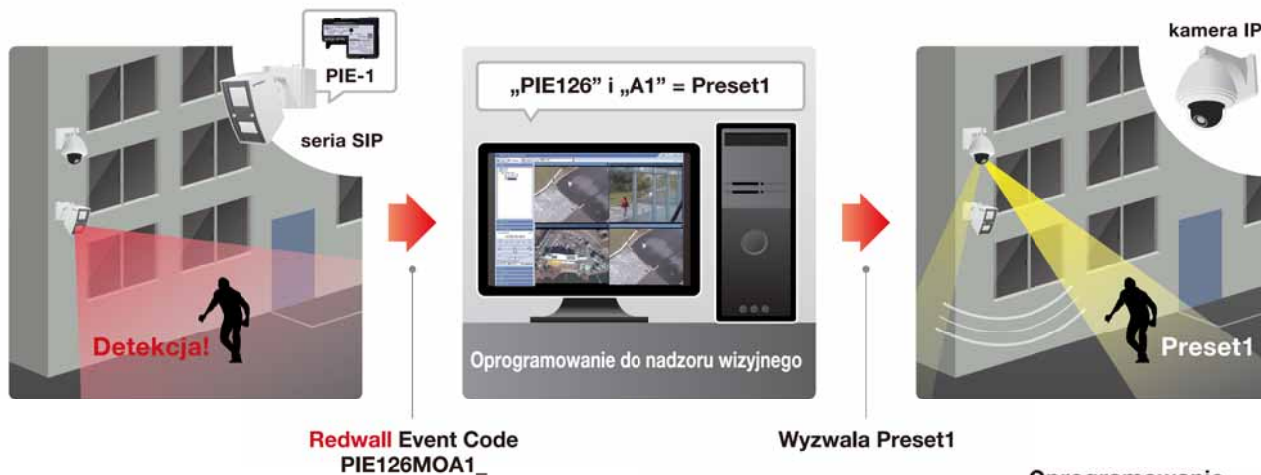 PIE-1
seria SIP
Detekcja!
„PIE126” i „A1” = Preset1
Oprogramowanie do nadzoru wizyjnego
kamera IP
Preset1
Redwall Event Code
PIE126MOA1_
Wyzwala Preset1
Oprogramowanie